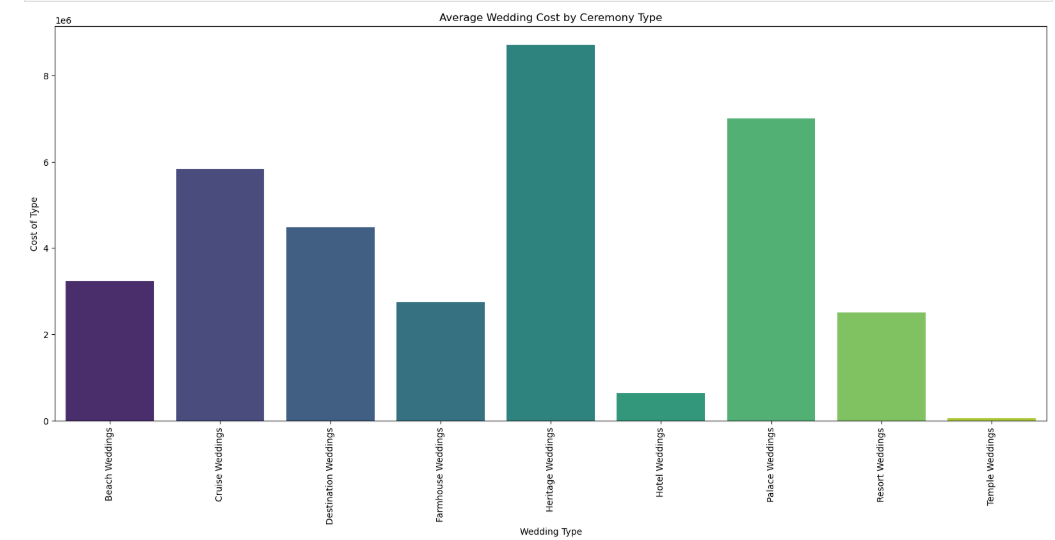 Average Wedding Cost by Ceremony Type
1e6
8
6
4
2
0
Cost of Type
Beach Weddings
Cruise Weddings
Destination Weddings
Farmhouse Weddings
Heritage Weddings
Hotel Weddings
Palace Weddings
Resort Weddings
Temple Weddings
Wedding Type